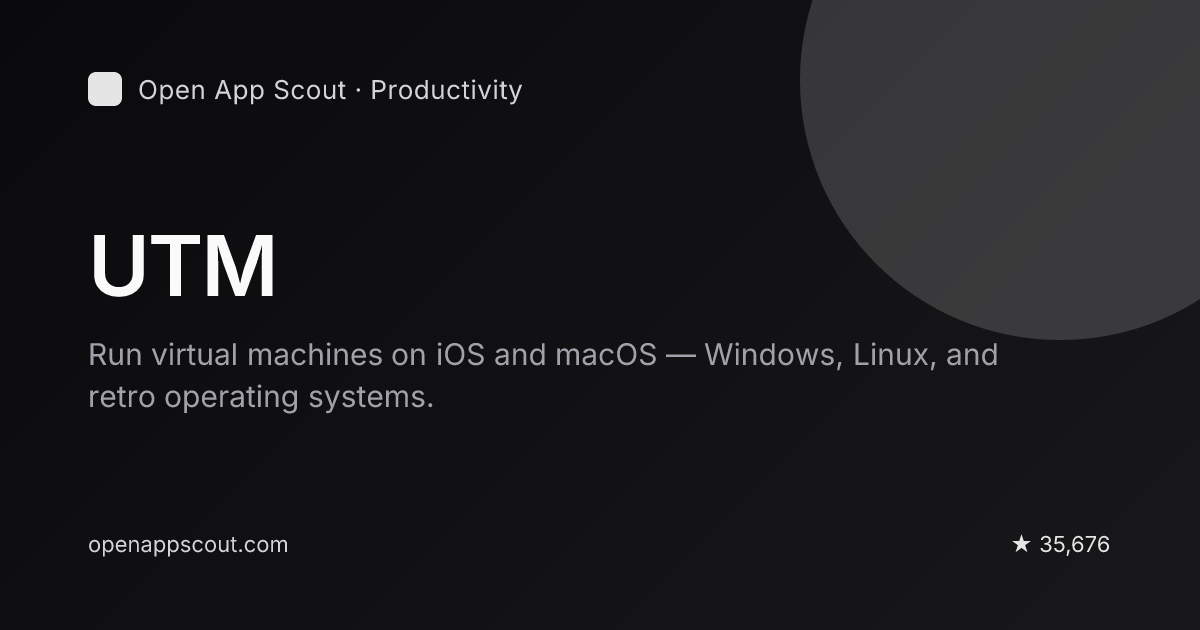 Open App Scout · Productivity
UTM
Run virtual machines on iOS and macOS — Windows, Linux, and
retro operating systems.
openappscout.com
★ 35,676